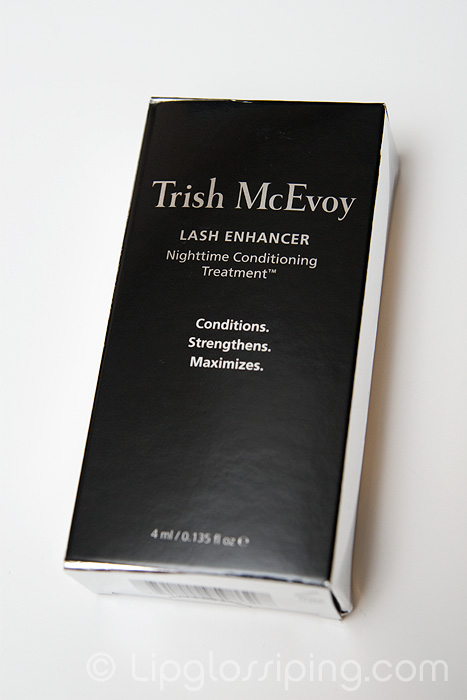 Trish McEvoy
LASH ENHANCER
Nighttime Conditioning
Treatment™
Conditions.
Strengthens.
Maximizes.
4 ml / 0.135 fl oz ℮
© Lipglossiping.com